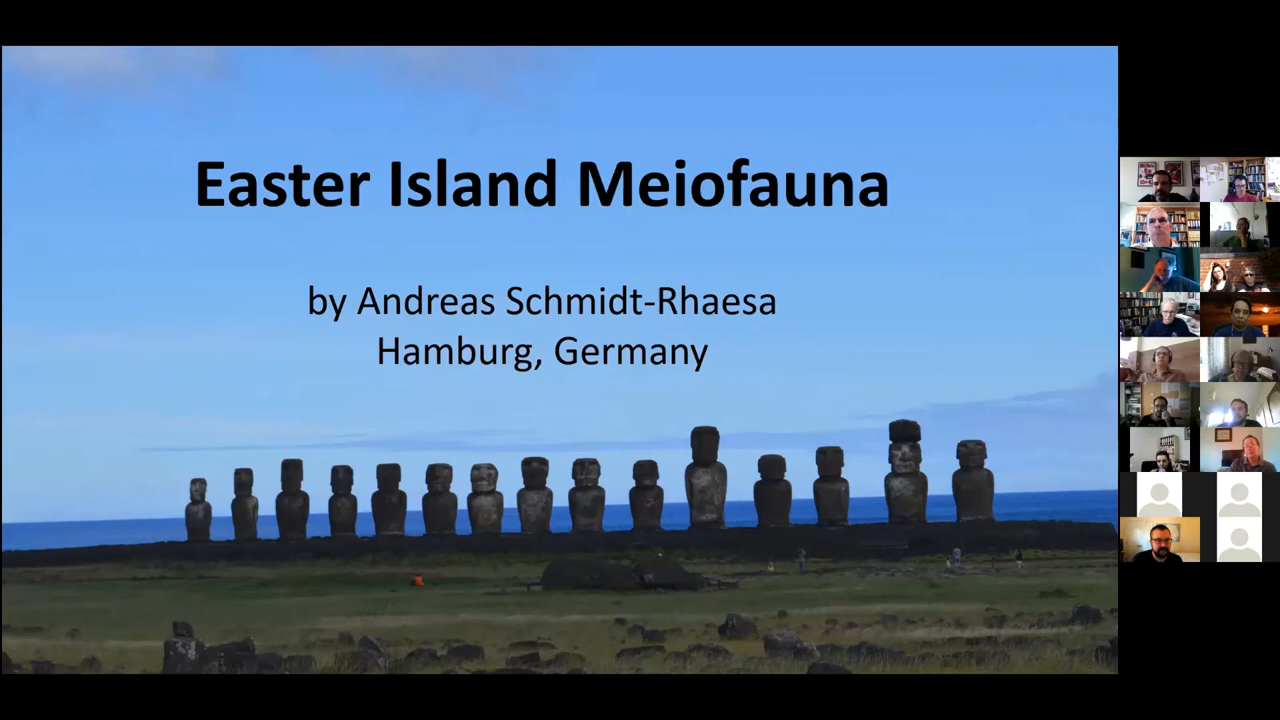 Easter Island Meiofauna
by Andreas Schmidt-Rhaesa
Hamburg, Germany